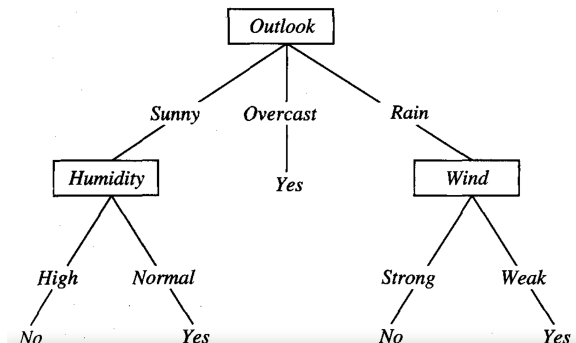 Outlook
Sunny Overcast Rain
Humidity Yes Wind
High Normal Strong Weak
No Yes No Yes